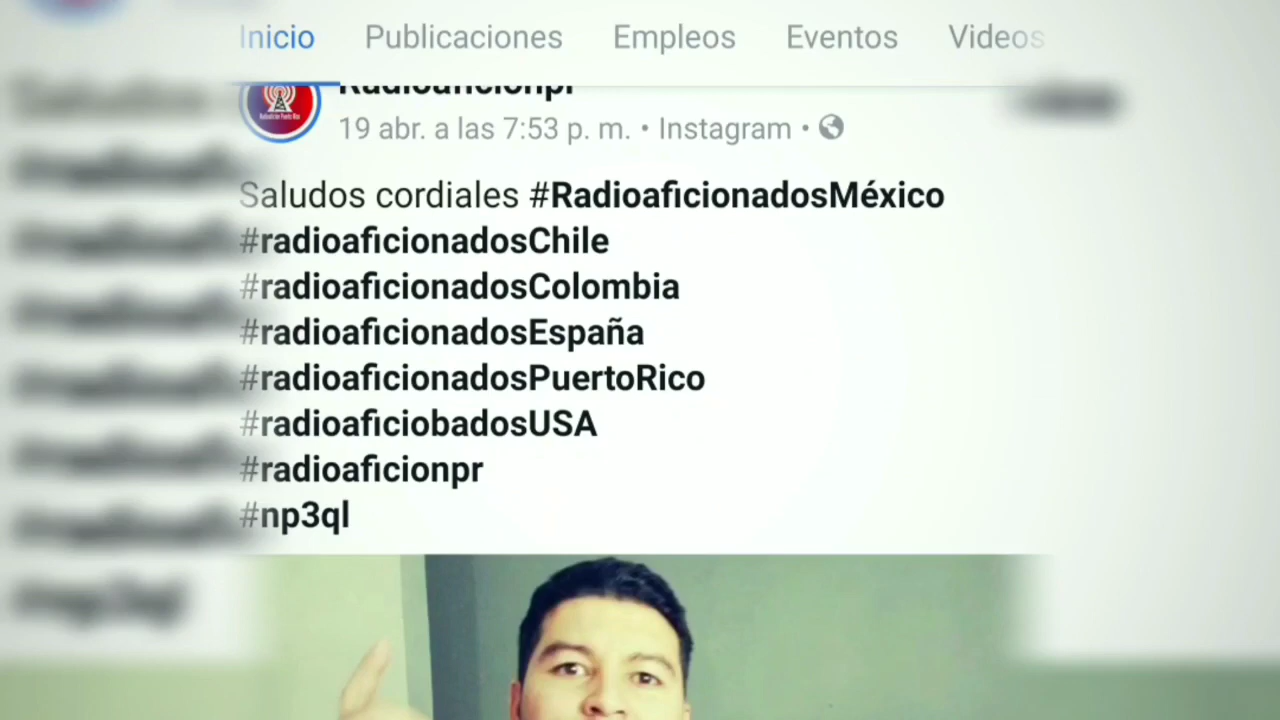 Inicio Publicaciones Empleos Eventos Videos
Radioaficionpr
19 abr. a las 7:53 p. m. • Instagram •
Saludos cordiales #RadioaficionadosMéxico
#radioaficionadosChile
#radioaficionadosColombia
#radioaficionadosEspaña
#radioaficionadosPuertoRico
#radioaficiobadosUSA
#radioaficionpr
#np3ql